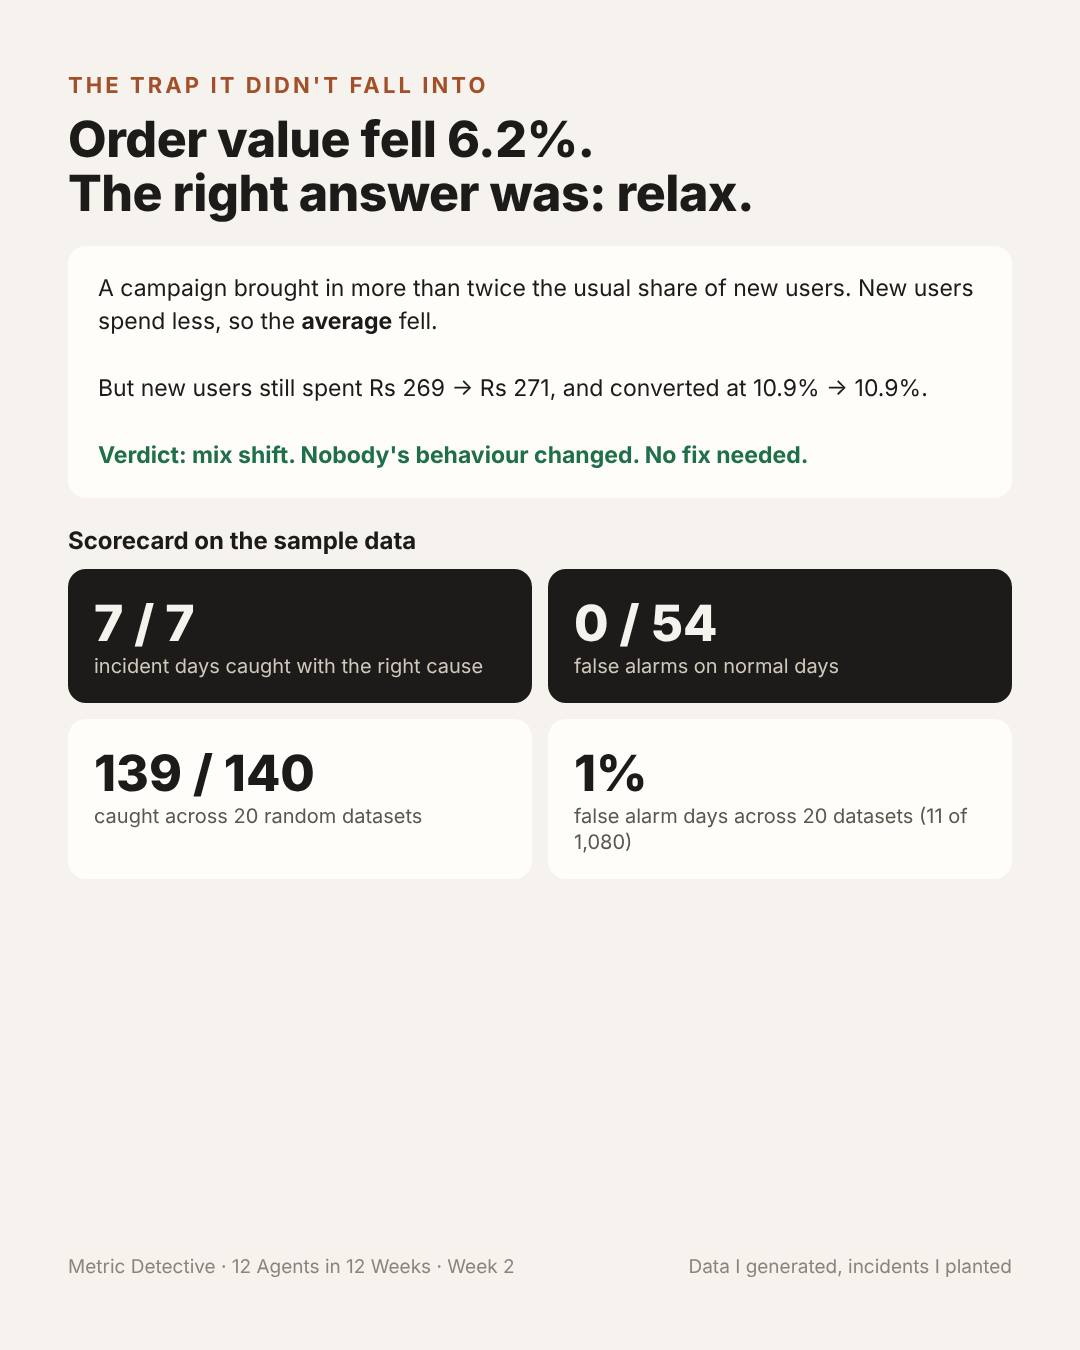 THE TRAP IT DIDN'T FALL INTO
Order value fell 6.2%.
The right answer was: relax.
A campaign brought in more than twice the usual share of new users. New users
spend less, so the average fell.
But new users still spent Rs 269 → Rs 271, and converted at 10.9% → 10.9%.
Verdict: mix shift. Nobody's behaviour changed. No fix needed.
Scorecard on the sample data
7 / 7
incident days caught with the right cause
0 / 54
false alarms on normal days
139 / 140
caught across 20 random datasets
1%
false alarm days across 20 datasets (11 of
1,080)
Metric Detective · 12 Agents in 12 Weeks · Week 2
Data I generated, incidents I planted